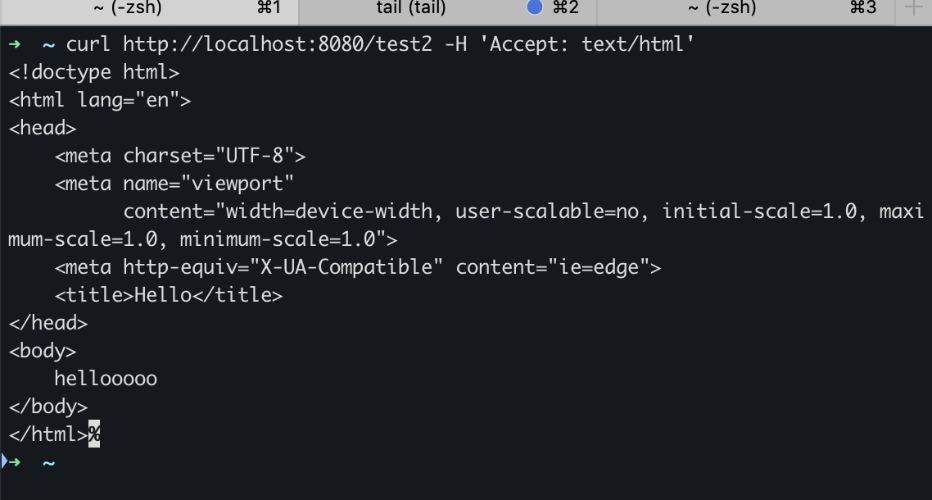 ~ (-zsh) ⌘1 tail (tail) ⌘2 ~ (-zsh) ⌘3 +
➜ ~ curl http://localhost:8080/test2 -H 'Accept: text/html'
<!doctype html>
<html lang="en">
<head>
    <meta charset="UTF-8">
    <meta name="viewport"
          content="width=device-width, user-scalable=no, initial-scale=1.0, maxi
mum-scale=1.0, minimum-scale=1.0">
    <meta http-equiv="X-UA-Compatible" content="ie=edge">
    <title>Hello</title>
</head>
<body>
    hellooooo
</body>
</html>%
➜ ~